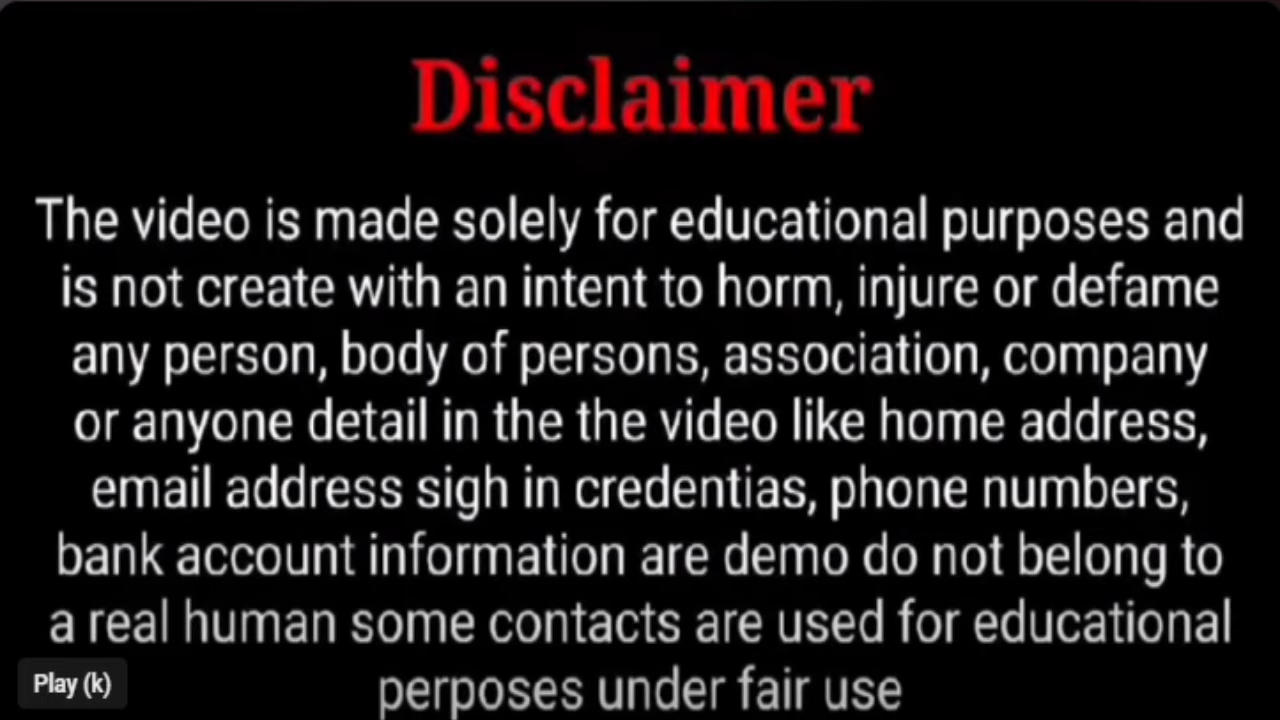 Disclaimer
The video is made solely for educational purposes and
is not create with an intent to horm, injure or defame
any person, body of persons, association, company
or anyone detail in the the video like home address,
email address sigh in credentias, phone numbers,
bank account information are demo do not belong to
a real human some contacts are used for educational
perposes under fair use
Play (k)